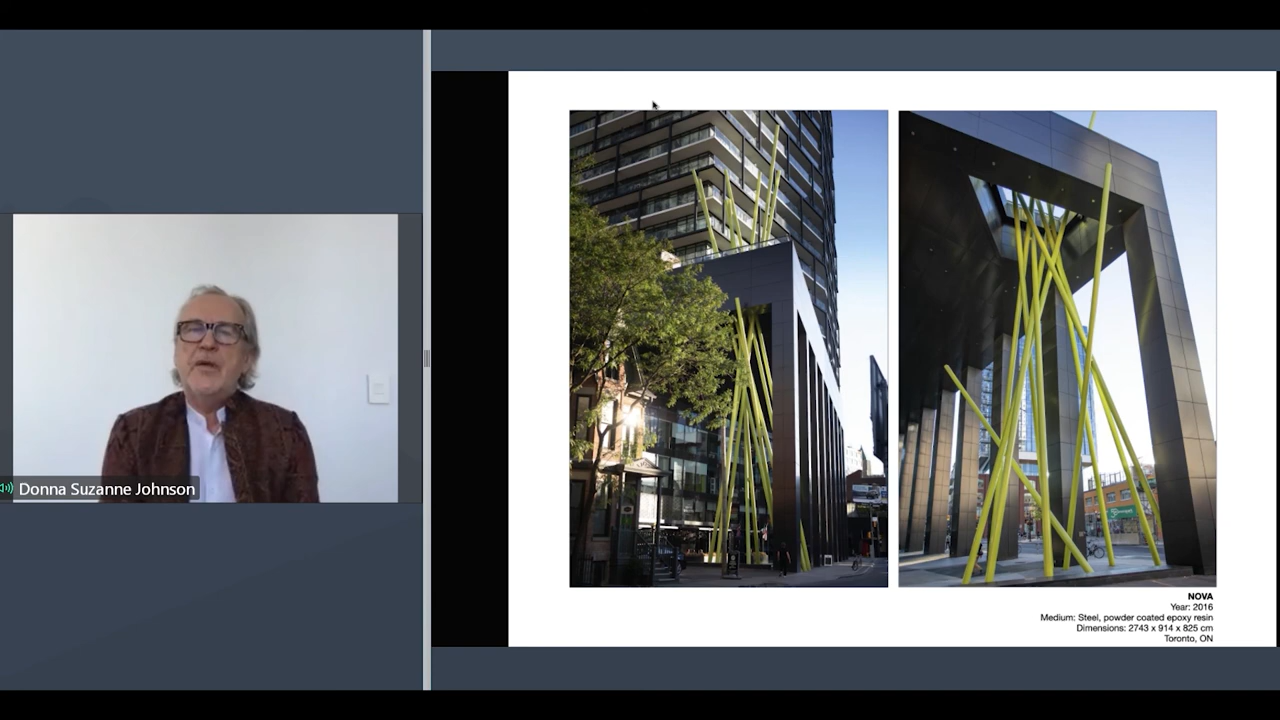 Donna Suzanne Johnson
NOVA
Year: 2016
Medium: Steel, powder coated epoxy resin
Dimensions: 2743 x 914 x 825 cm
Toronto, ON